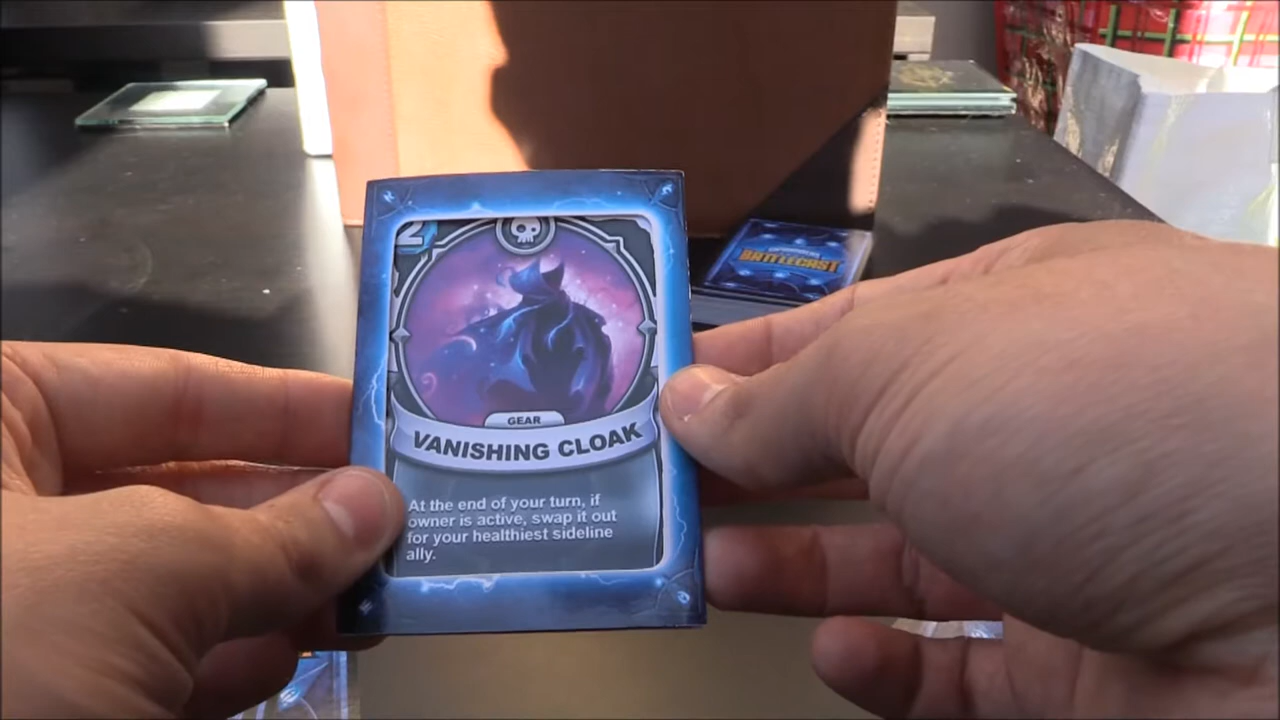 2
GEAR
VANISHING CLOAK
At the end of your turn, if
owner is active, swap it out
for your healthiest sideline
ally.
BATTLECAST